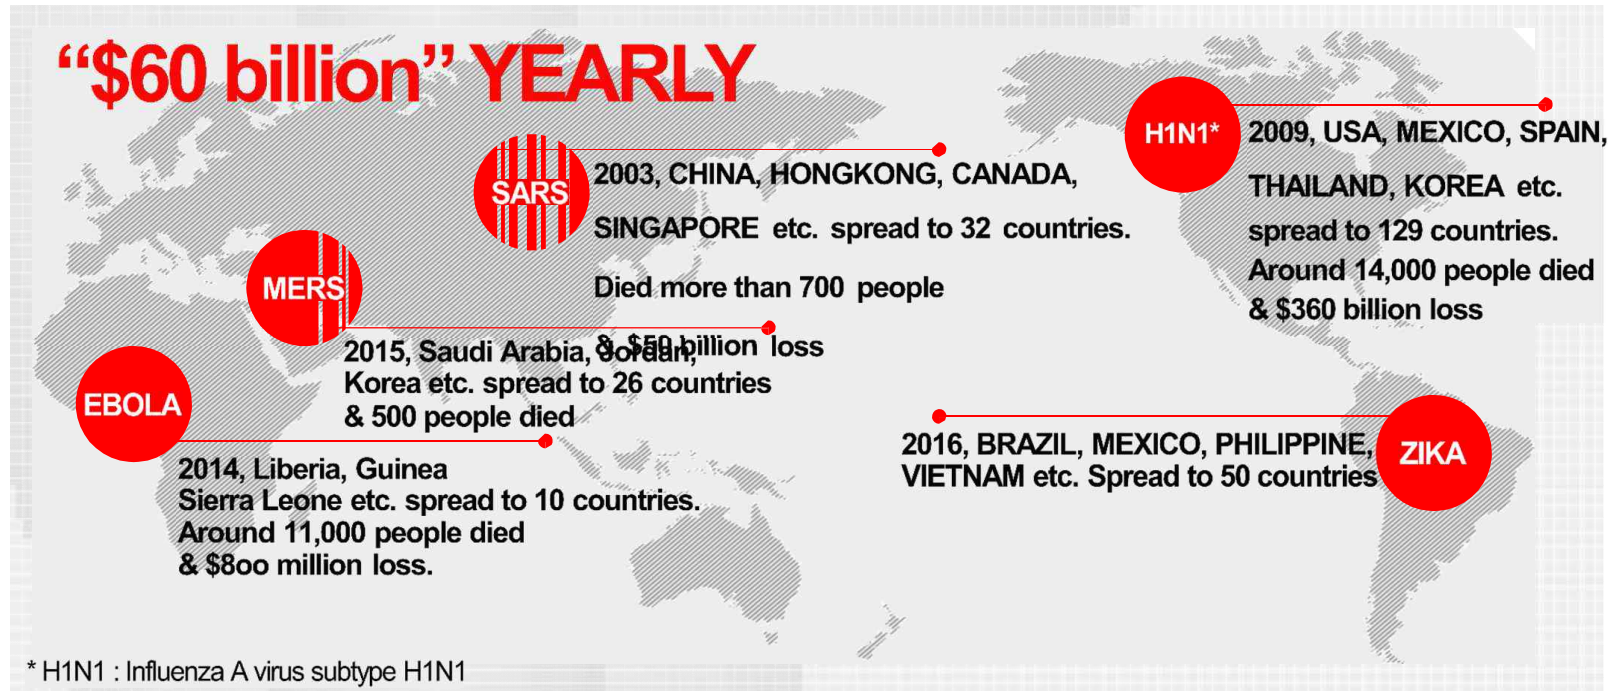 “$60 billion” YEARLY
SARS
2003, CHINA, HONGKONG, CANADA,
SINGAPORE etc. spread to 32 countries.
Died more than 700 people
& $50 billion loss
H1N1*
2009, USA, MEXICO, SPAIN,
THAILAND, KOREA etc.
spread to 129 countries.
Around 14,000 people died
& $360 billion loss
MERS
2015, Saudi Arabia, Jordan,
Korea etc. spread to 26 countries
& 500 people died
EBOLA
2014, Liberia, Guinea
Sierra Leone etc. spread to 10 countries.
Around 11,000 people died
& $8oo million loss.
2016, BRAZIL, MEXICO, PHILIPPINE,
VIETNAM etc. Spread to 50 countries
ZIKA
* H1N1 : Influenza A virus subtype H1N1